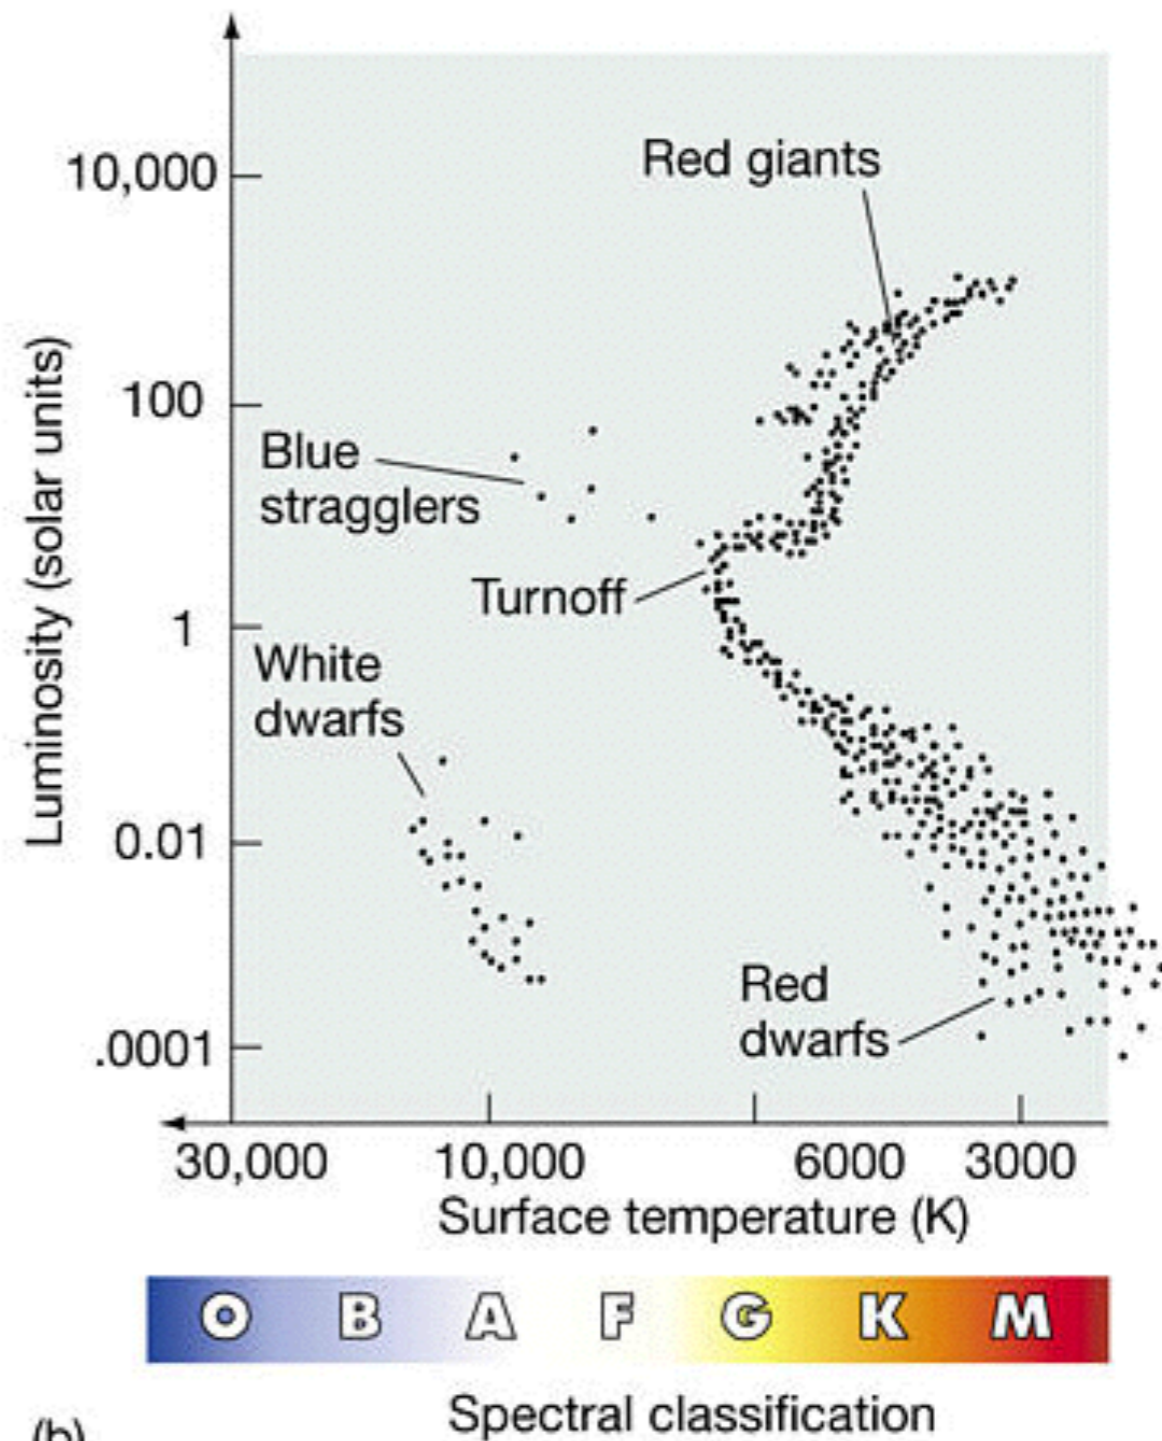 10,000
Red giants
100
Blue
stragglers
Turnoff
1
White
dwarfs
0.01
Red
dwarfs
.0001
Luminosity (solar units)
30,000 10,000 6000 3000
Surface temperature (K)
O B A F G K M
Spectral classification
(b)